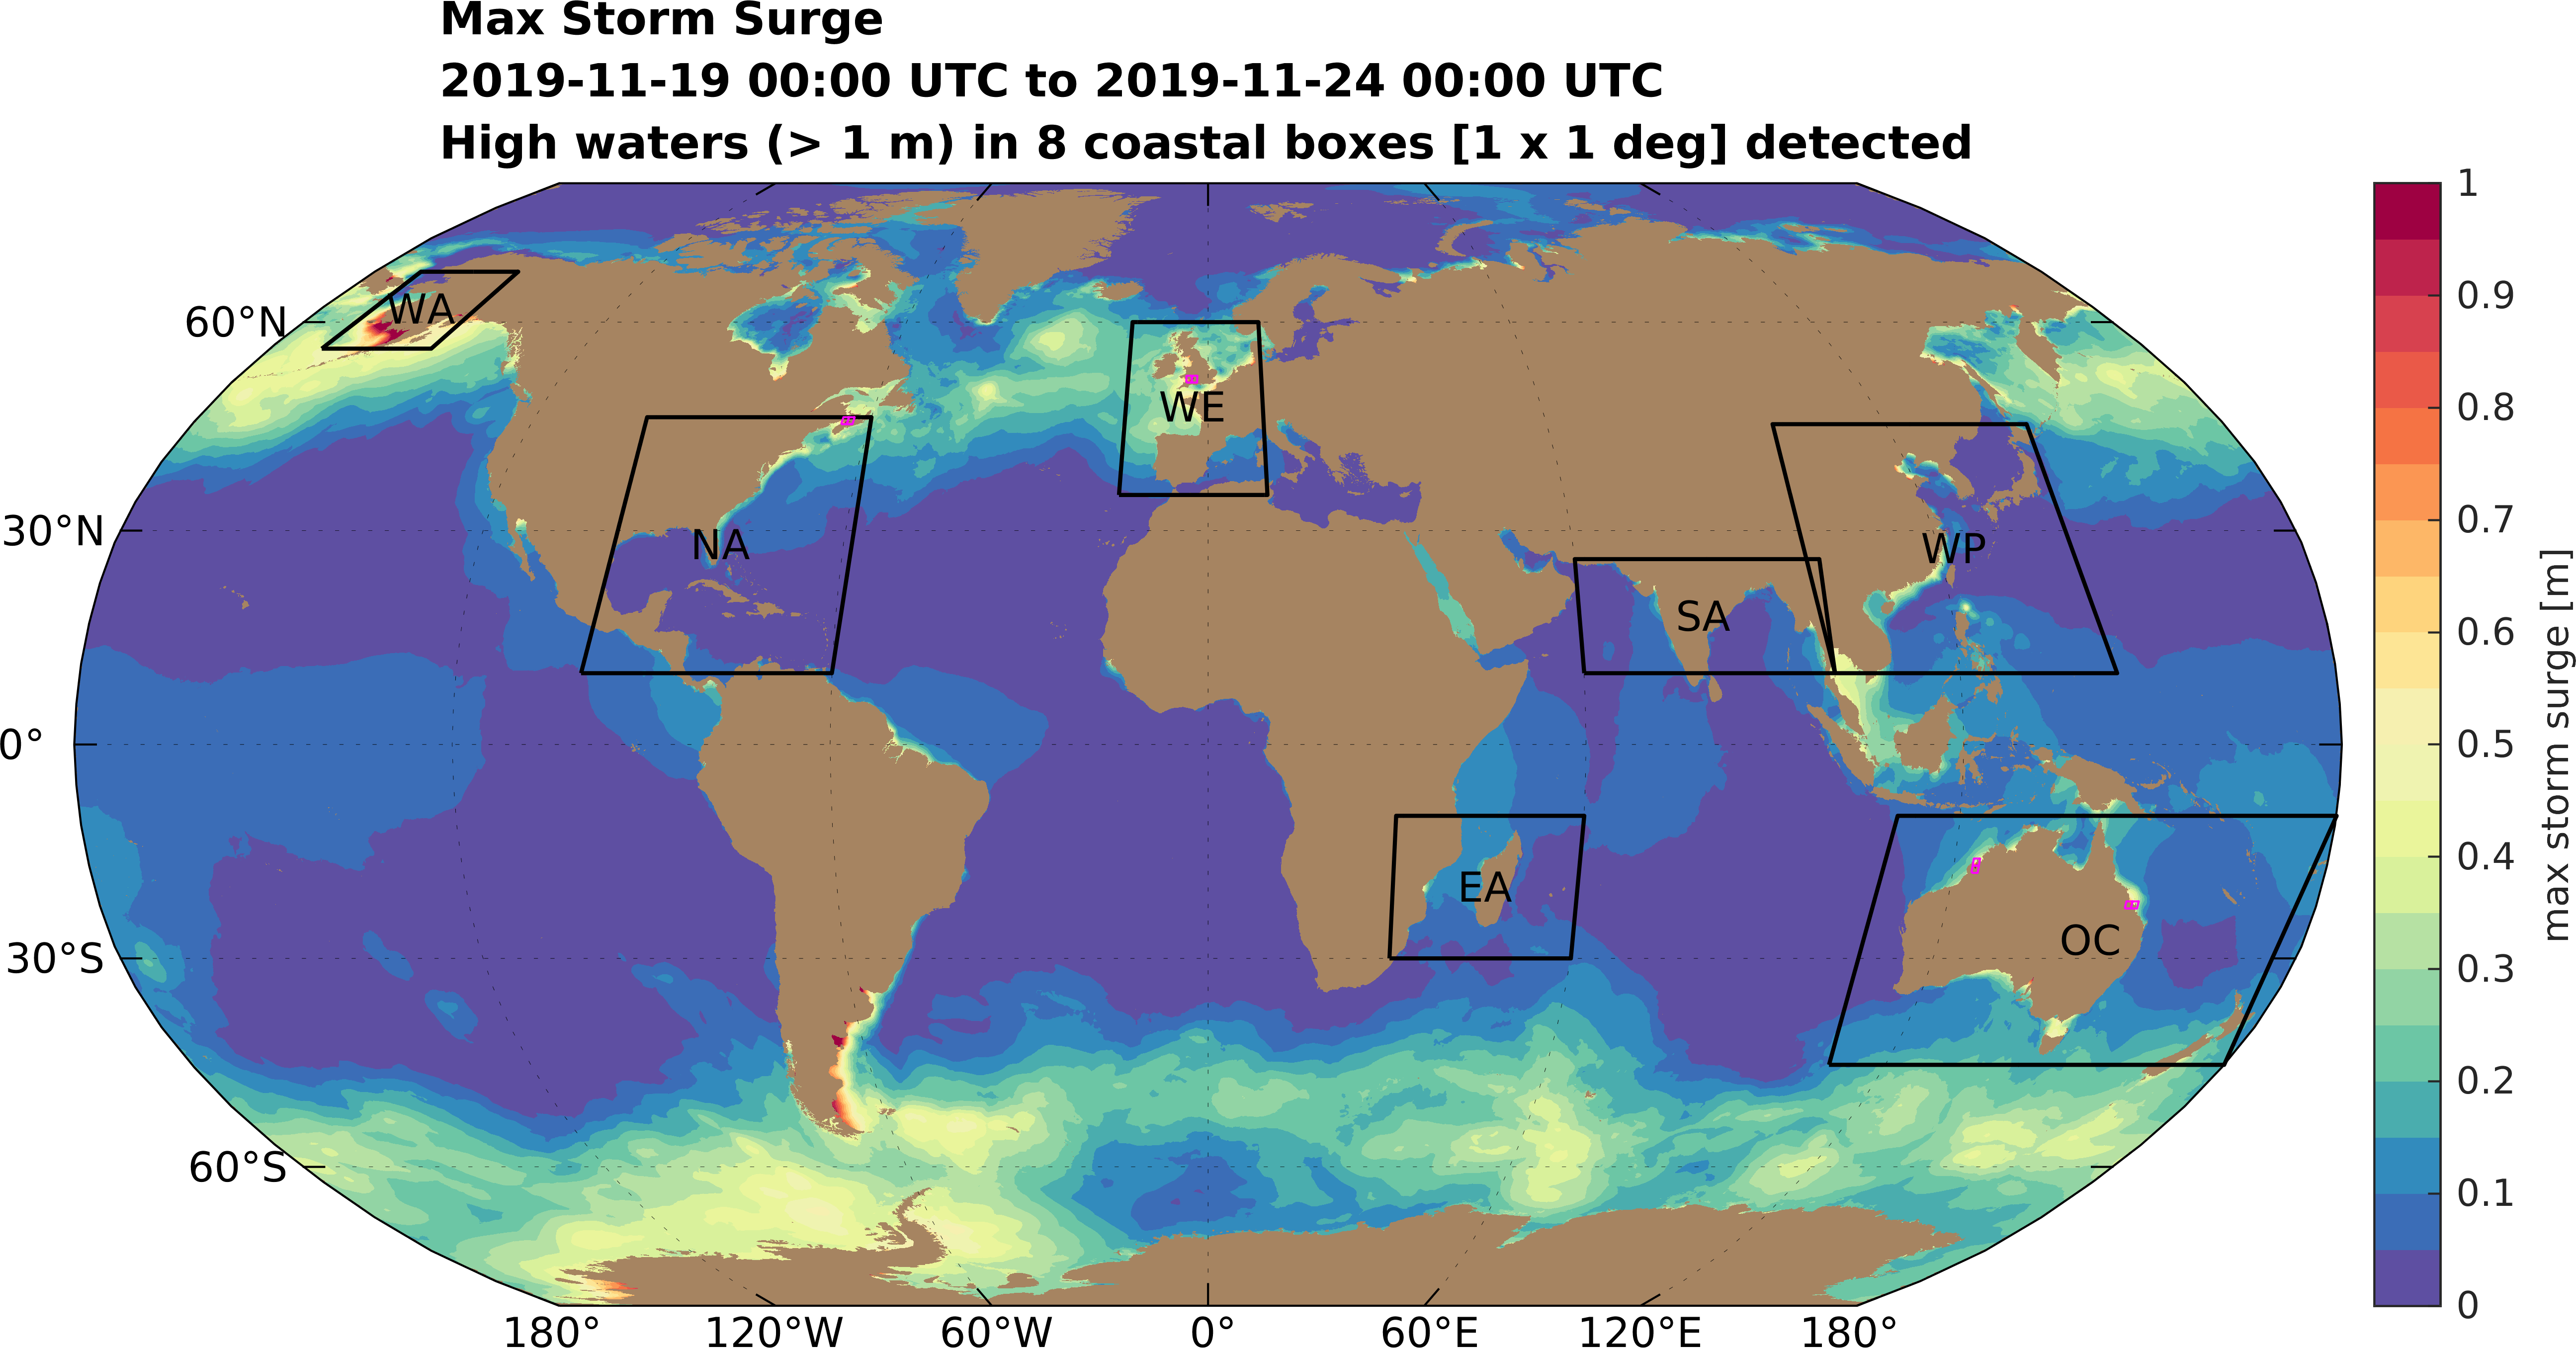 Max Storm Surge
2019-11-19 00:00 UTC to 2019-11-24 00:00 UTC
High waters (> 1 m) in 8 coastal boxes [1 x 1 deg] detected
60°N
30°N
0°
30°S
60°S
WA
NA
WE
SA
WP
EA
OC
180°
120°W
60°W
0°
60°E
120°E
180°
1
0.9
0.8
0.7
0.6
0.5
0.4
0.3
0.2
0.1
0
max storm surge [m]